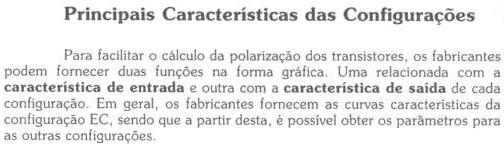 Principais Características das Configurações
Para facilitar o cálculo da polarização dos transistores, os fabricantes
podem fornecer duas funções na forma gráfica. Uma relacionada com a
característica de entrada e outra com a característica de saída de cada
configuração. Em geral, os fabricantes fornecem as curvas características da
configuração EC, sendo que a partir desta, é possível obter os parâmetros para
as outras configurações.